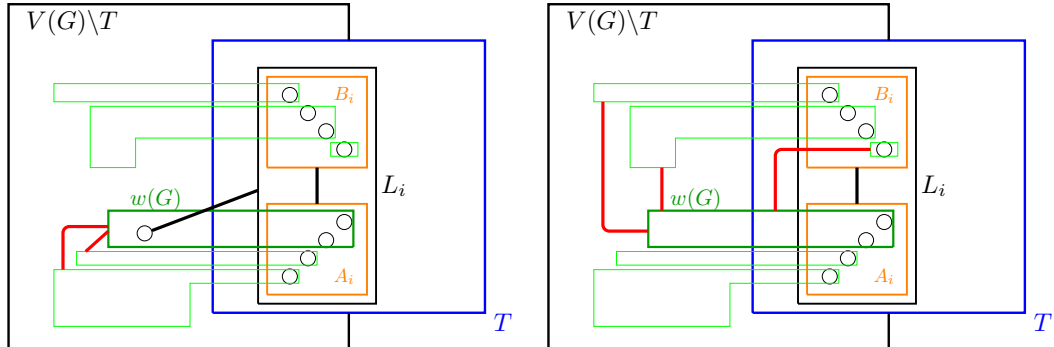 V(G)\T
B_i
L_i
w(G)
A_i
T
V(G)\T
B_i
L_i
w(G)
A_i
T